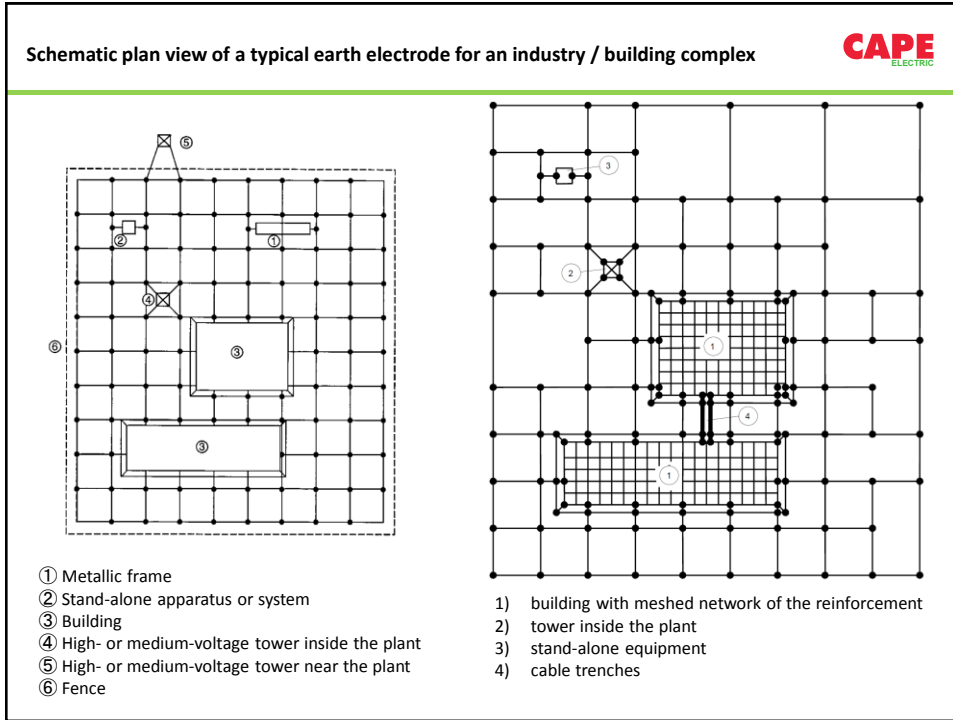 Schematic plan view of a typical earth electrode for an industry / building complex
CAPE
ELECTRIC
⑤
②
①
④
⑥
③
③
3
2
1
4
1
① Metallic frame
② Stand-alone apparatus or system
③ Building
④ High- or medium-voltage tower inside the plant
⑤ High- or medium-voltage tower near the plant
⑥ Fence
1) building with meshed network of the reinforcement
2) tower inside the plant
3) stand-alone equipment
4) cable trenches